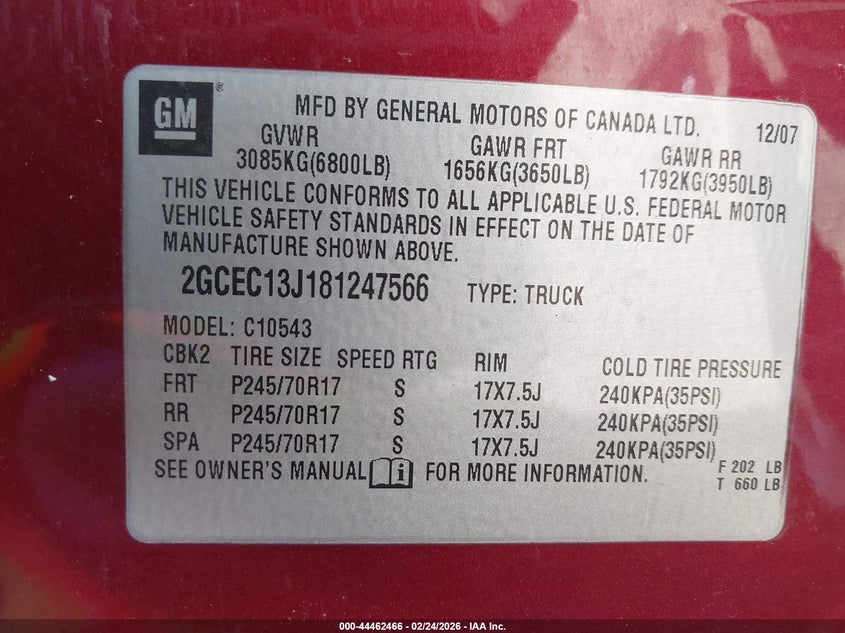 GM
MFD BY GENERAL MOTORS OF CANADA LTD. 12/07
GVWR GAWR FRT GAWR RR
3085KG(6800LB) 1656KG(3650LB) 1792KG(3950LB)
THIS VEHICLE CONFORMS TO ALL APPLICABLE U.S. FEDERAL MOTOR
VEHICLE SAFETY STANDARDS IN EFFECT ON THE DATE OF
MANUFACTURE SHOWN ABOVE.
2GCEC13J181247566 TYPE: TRUCK
MODEL: C10543
CBK2 TIRE SIZE SPEED RTG RIM COLD TIRE PRESSURE
FRT P245/70R17 S 17X7.5J 240KPA(35PSI)
RR P245/70R17 S 17X7.5J 240KPA(35PSI)
SPA P245/70R17 S 17X7.5J 240KPA(35PSI)
SEE OWNER'S MANUAL i FOR MORE INFORMATION.
F 202 LB
T 660 LB
000-44462466 - 02/24/2026 - IAA Inc.